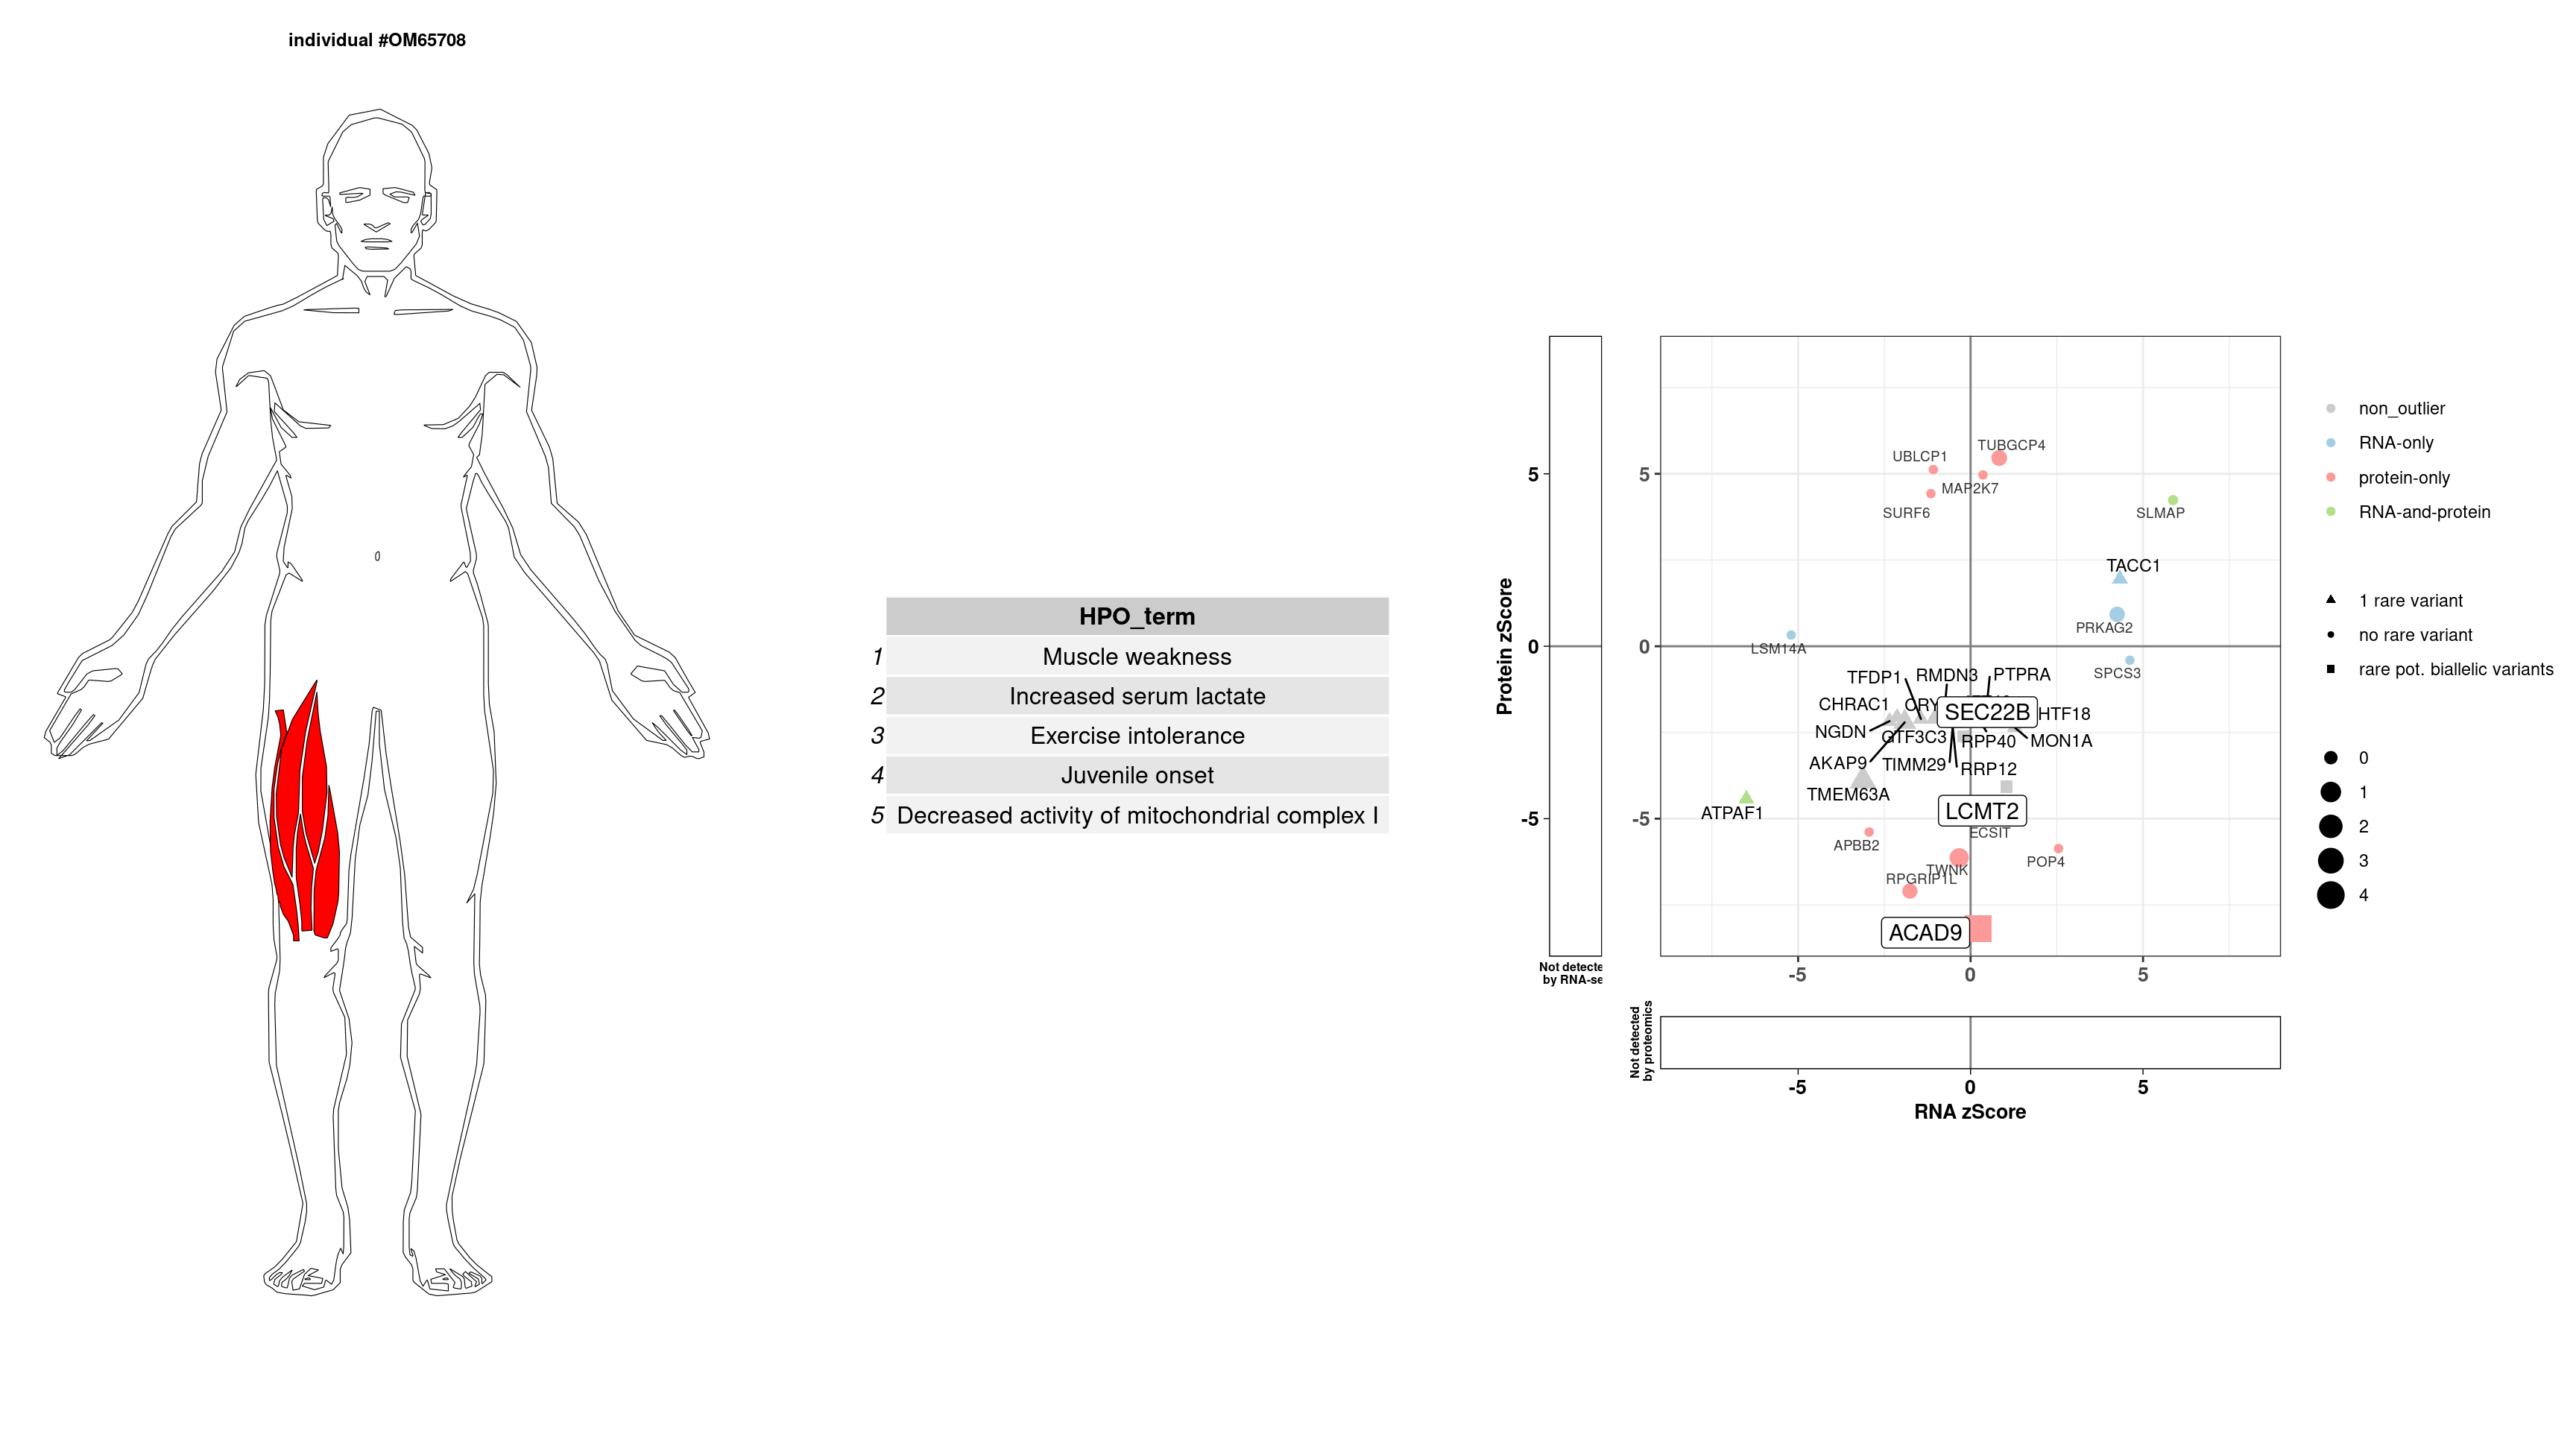 individual #OM65708
HPO_term
1 Muscle weakness
2 Increased serum lactate
3 Exercise intolerance
4 Juvenile onset
5 Decreased activity of mitochondrial complex I
Protein zScore
5
0
-5
Not detecte
by RNA-se
5
0
-5
TUBGCP4
UBLCP1
MAP2K7
SURF6
SLMAP
TACC1
PRKAG2
LSM14A
SPCS3
TFDP1
RMDN3
PTPRA
CHRAC1
CRY
SEC22B
HTF18
NGDN
GTF3C3
RPP40
MON1A
AKAP9
TIMM29
RRP12
TMEM63A
ATPAF1
LCMT2
ECSIT
APBB2
POP4
TWNK
RPGRIP1L
ACAD9
-5
0
5
Not detected
by proteomics
-5
0
5
RNA zScore
non_outlier
RNA-only
protein-only
RNA-and-protein
1 rare variant
no rare variant
rare pot. biallelic variants
0
1
2
3
4